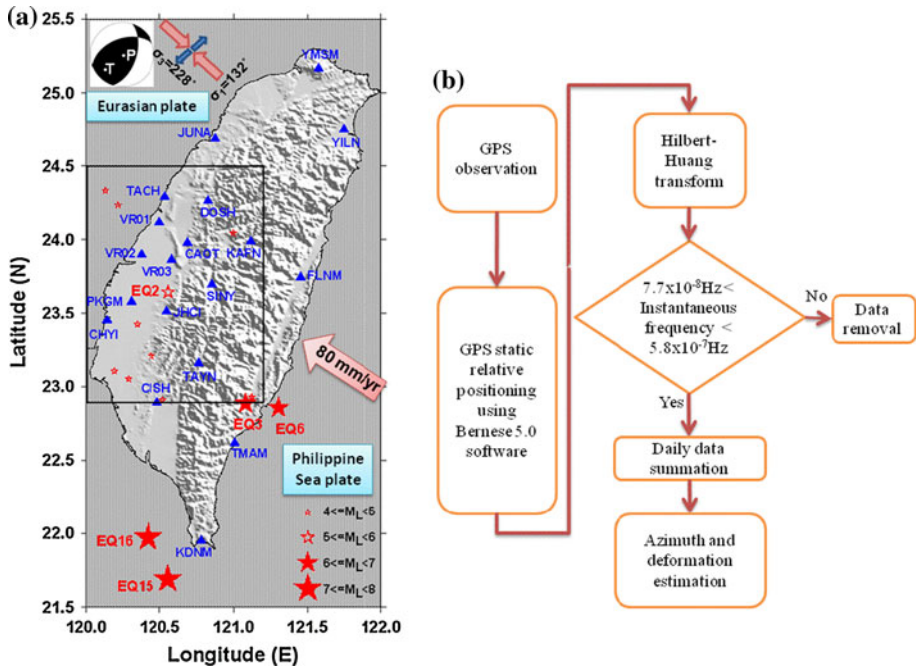 (a)
25.5
25.0
24.5
24.0
23.5
23.0
22.5
22.0
21.5
Latitude (N)
120.0
120.5
121.0
121.5
122.0
Longitude (E)
T
P
σ3=228°
σ1=132°
Eurasian plate
YMSM
JUNA
YILN
TACH
DOSH
VR01
VR02
CAOT
KAFN
VR03
FLNM
EQ2
SINY
PKGM
JHCI
CHYI
80 mm/yr
TAYN
CISH
EQ3
EQ6
TMAM
Philippine
Sea plate
4<=ML<5
5<=ML<6
6<=ML<7
7<=ML<8
EQ16
KDNM
EQ15
(b)
GPS
observation
GPS static
relative
positioning
using
Bernese 5.0
software
Hilbert-
Huang
transform
7.7x10-8Hz<
Instantaneous
frequency <
5.8x10-7Hz
No
Data
removal
Yes
Daily data
summation
Azimuth and
deformation
estimation